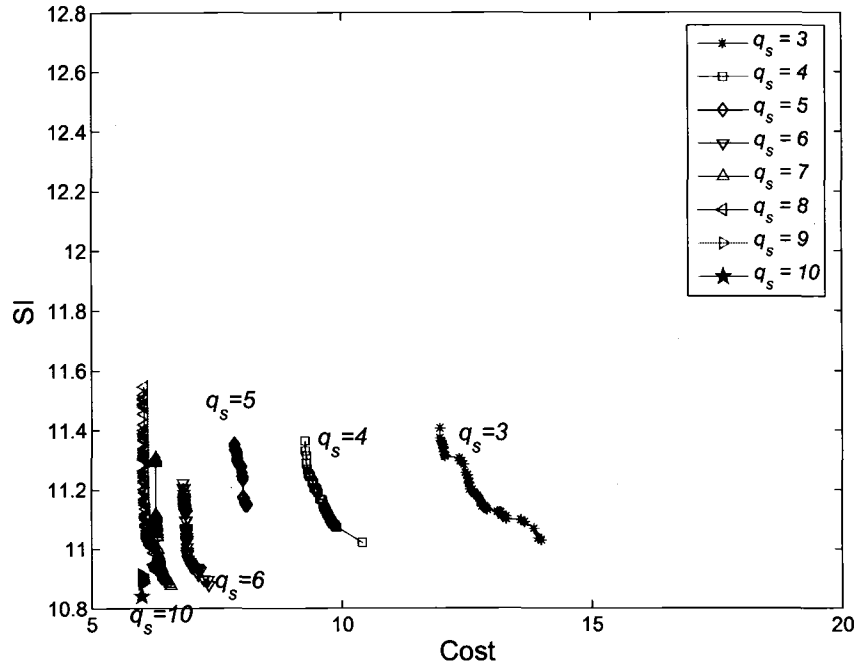 12.8
12.6
12.4
12.2
12
11.8
11.6
11.4
11.2
11
10.8
SI
5
10
15
20
Cost
q_s = 3
q_s = 4
q_s = 5
q_s = 6
q_s = 7
q_s = 8
q_s = 9
q_s = 10
q_s=5
q_s=4
q_s=3
q_s=6
q_s=10